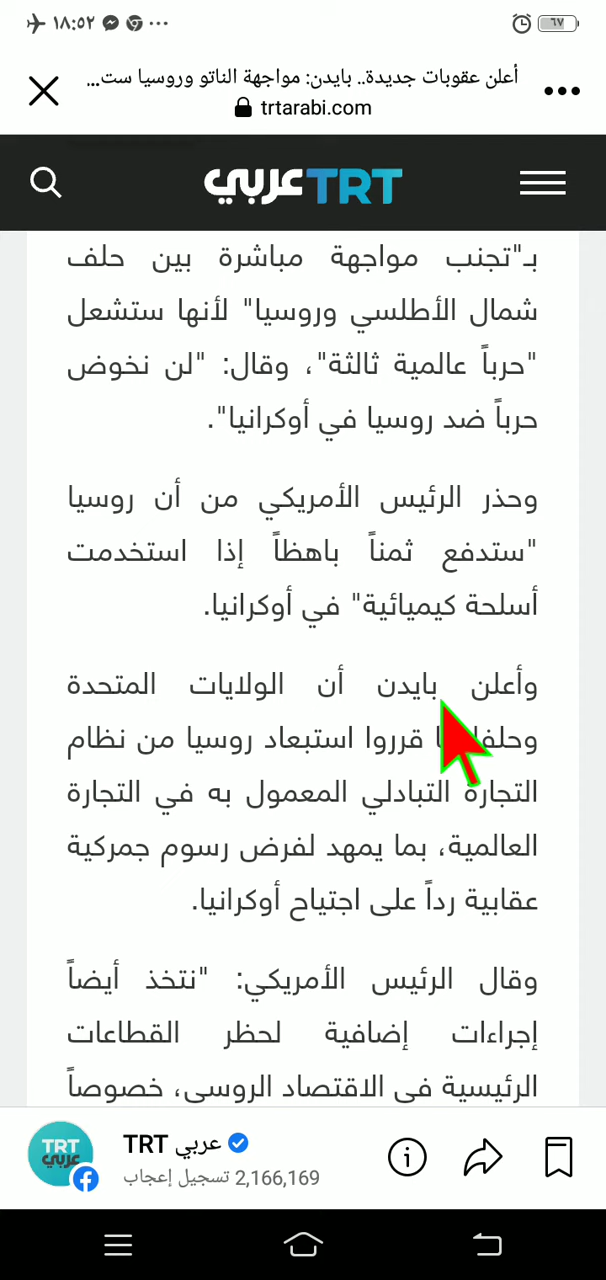 ١٨:٥٢
٦٧
أعلن عقوبات جديدة.. بايدن: مواجهة الناتو وروسيا ست...
trtarabi.com
TRT عربي
بـ"تجنب مواجهة مباشرة بين حلف
شمال الأطلسي وروسيا" لأنها ستشعل
"حرباً عالمية ثالثة"، وقال: "لن نخوض
حرباً ضد روسيا في أوكرانيا".
وحذر الرئيس الأمريكي من أن روسيا
"ستدفع ثمناً باهظاً إذا استخدمت
أسلحة كيميائية" في أوكرانيا.
وأعلن بايدن أن الولايات المتحدة
قرروا استبعاد روسيا من نظام
التجارة التبادلي المعمول به في التجارة
العالمية، بما يمهد لفرض رسوم جمركية
عقابية رداً على اجتياح أوكرانيا.
وقال الرئيس الأمريكي: "نتخذ أيضاً
إجراءات إضافية لحظر القطاعات
الرئيسية في الاقتصاد الروسي، خصوصاً
TRT عربي
TRT عربي
2,166,169 تسجيل إعجاب